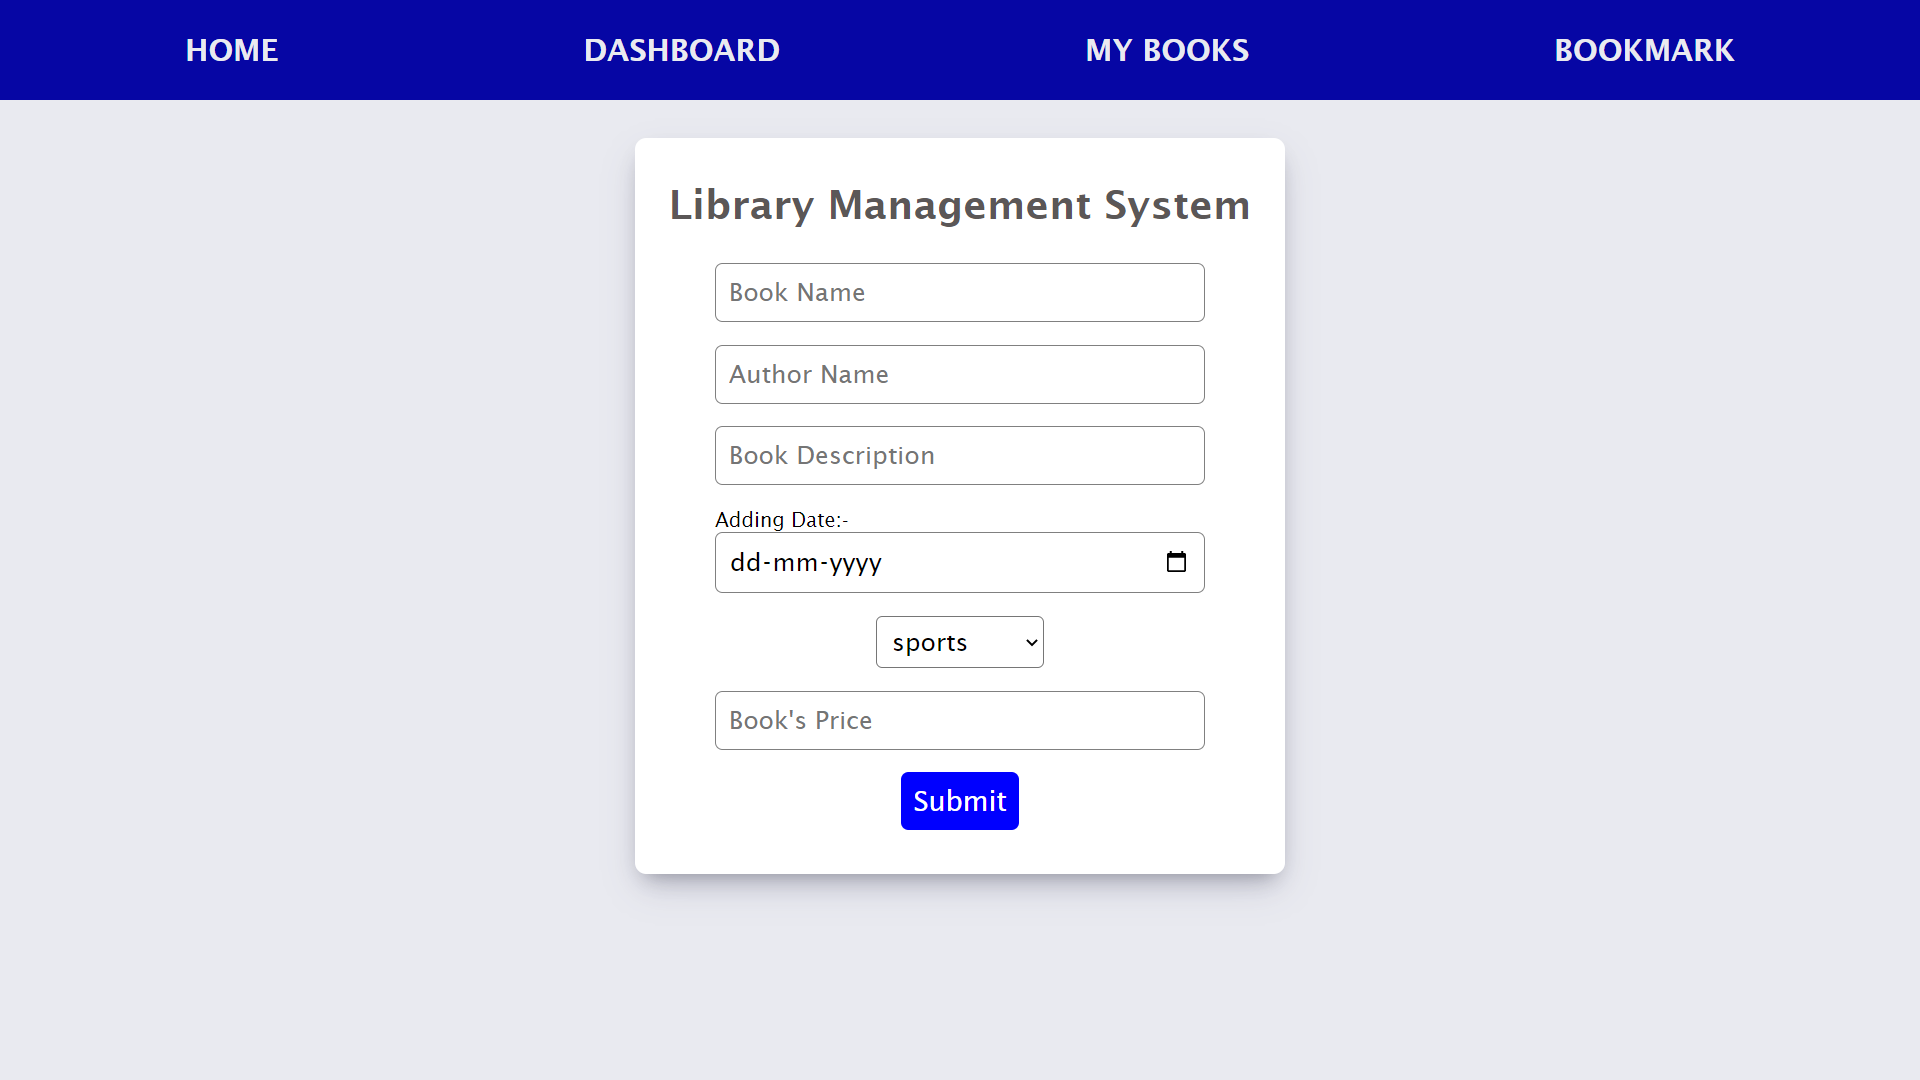 HOME DASHBOARD MY BOOKS BOOKMARK
Library Management System
Book Name
Author Name
Book Description
Adding Date:-
dd-mm-yyyy
sports
Book's Price
Submit